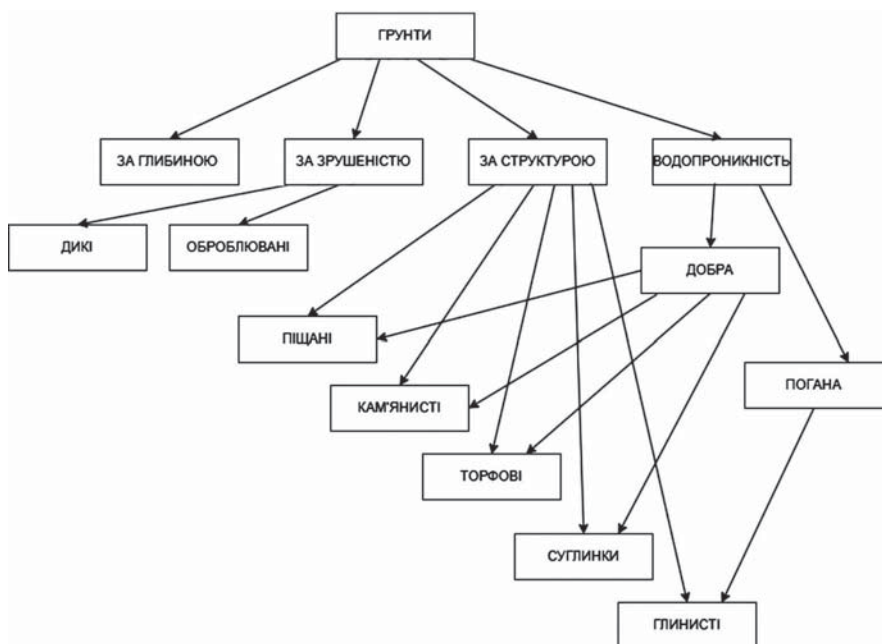 ГРУНТИ
ЗА ГЛИБИНОЮ
ЗА ЗРУШЕНІСТЮ
ЗА СТРУКТУРОЮ
ВОДОПРОНИКНІСТЬ
ДИКІ
ОБРОБЛЮВАНІ
ДОБРА
ПІЩАНІ
ПОГАНА
КАМ'ЯНИСТІ
ТОРФОВІ
СУГЛИНКИ
ГЛИНИСТІ